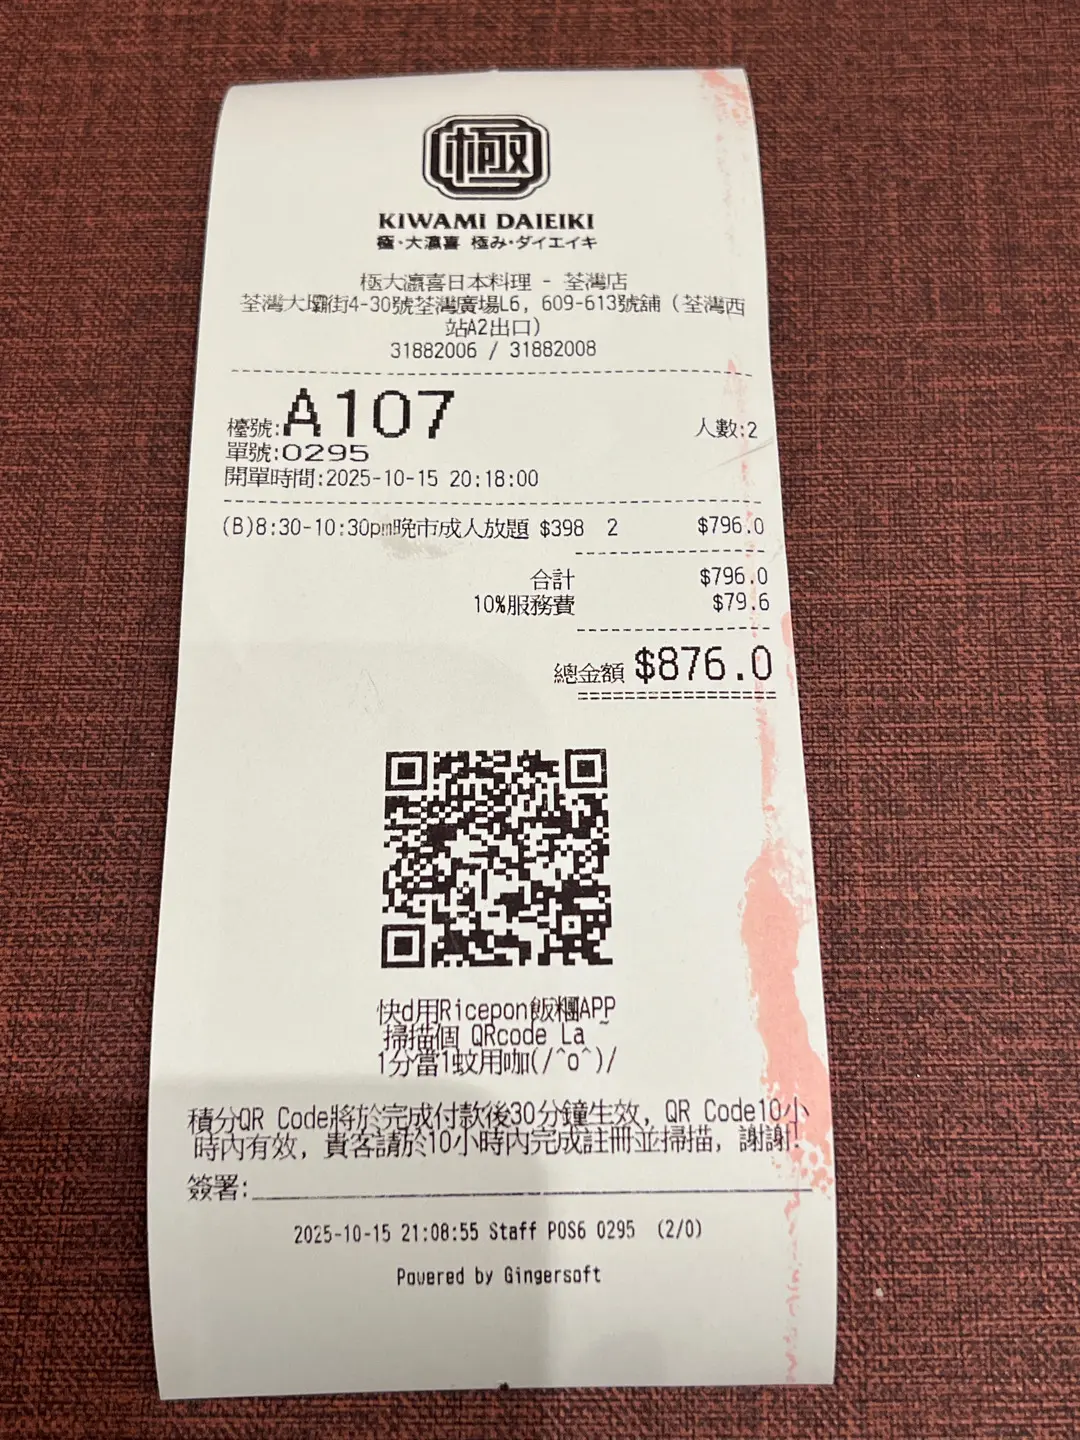 極
KIWAMI DAIEIKI
極・大瀛喜 極み・ダイエイキ
極大瀛喜日本料理 - 荃灣店
荃灣大壩街4-30號荃灣廣場L6, 609-613號舖 (荃灣西
站A2出口)
31882006 / 31882008
檯號:A107 人數:2
單號:0295
開單時間:2025-10-15 20:18:00
(B)8:30-10:30pm晚市成人放題 $398 2 $796.0
合計 $796.0
10%服務費 $79.6
總金額 $876.0
快d用Ricepon飯糰APP
掃描個 QRcode La ~
1分當1蚊用咖(/^o^)/
積分QR Code將於完成付款後30分鐘生效, QR Code10小
時內有效, 貴客請於10小時內完成註冊並掃描, 謝謝!
簽署:
2025-10-15 21:08:55 Staff POS6 0295 (2/0)
Powered by Gingersoft